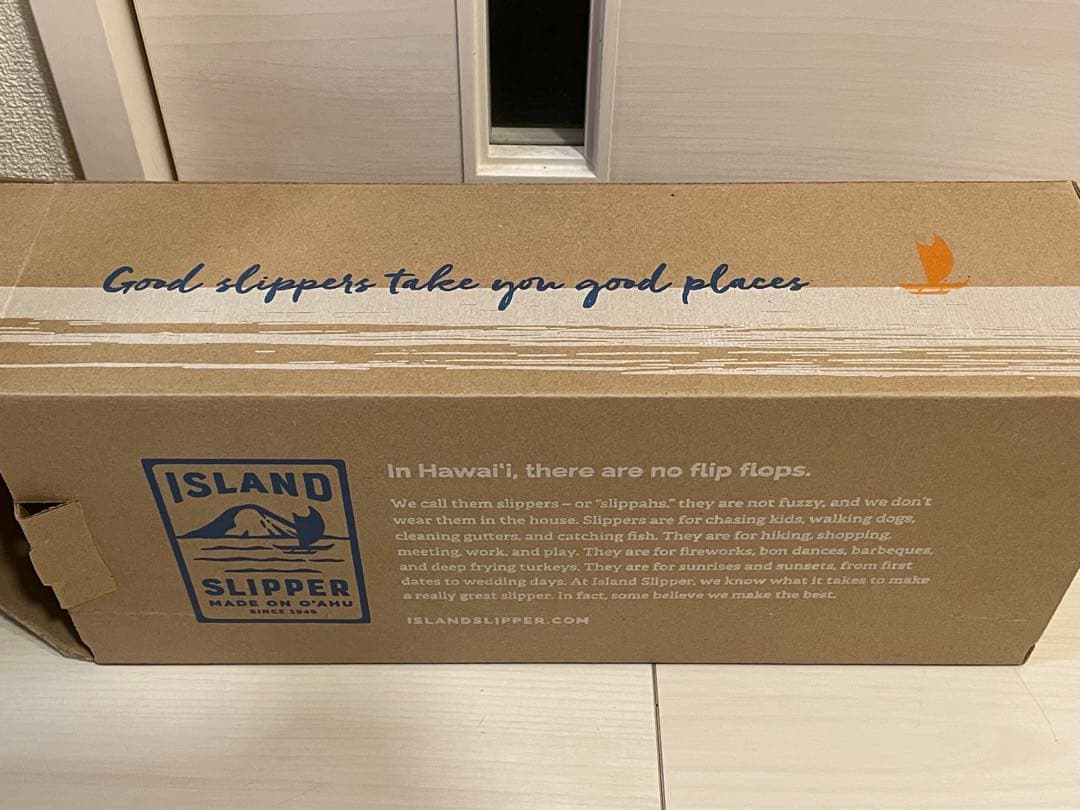 Good slippers take you good places
ISLAND
SLIPPER
MADE ON O'AHU
SINCE 1946
In Hawai'i, there are no flip flops.
We call them slippers – or "slippahs." they are not fuzzy, and we don't
wear them in the house. Slippers are for chasing kids, walking dogs,
cleaning gutters, and catching fish. They are for hiking, shopping,
meeting, work, and play. They are for fireworks, bon dances, barbeques,
and deep frying turkeys. They are for sunrises and sunsets, from first
dates to wedding days. At Island Slipper, we know what it takes to make
a really great slipper. In fact, some believe we make the best.
ISLANDSLIPPER.COM